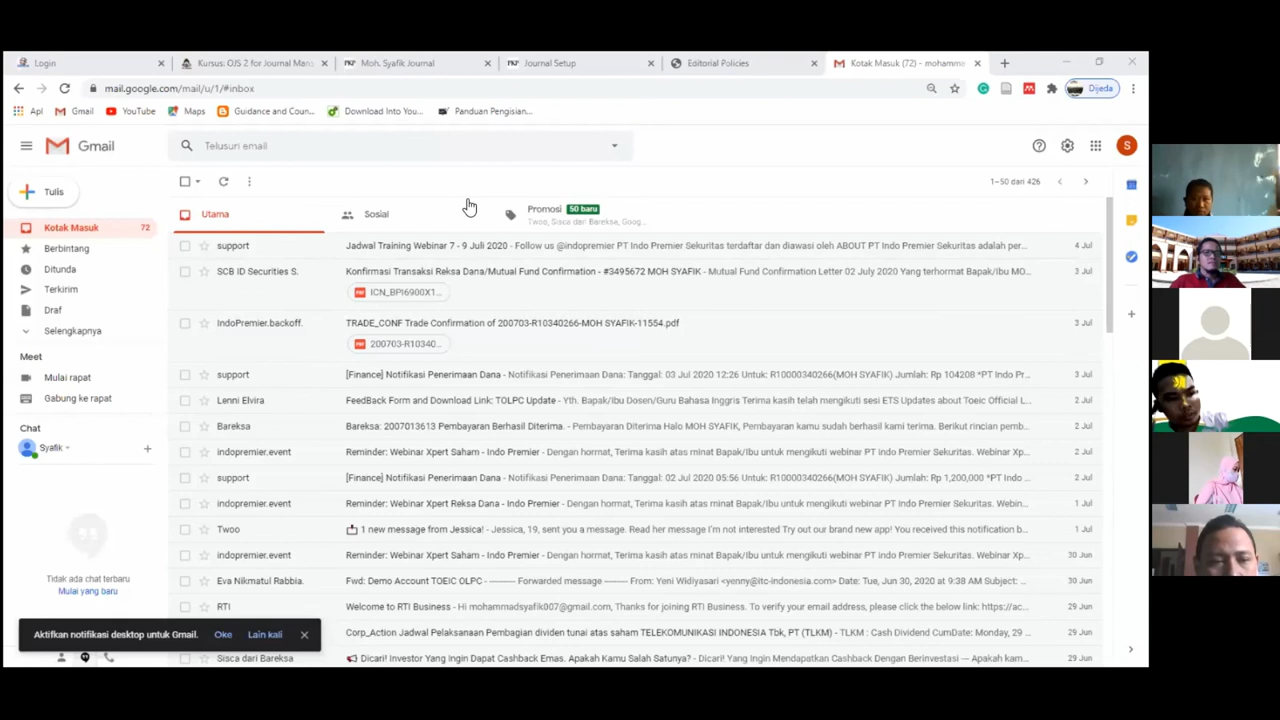 Login
Kursus: OJS 2 for Journal Man
Moh. Syafik Journal
Journal Setup
Editorial Policies
Kotak Masuk (72) - mohamma
mail.google.com/mail/u/1/#inbox
Dijeda
Apl
Gmail
YouTube
Maps
Guidance and Coun...
Download Into You...
Panduan Pengisian...
Gmail
Telusuri email
S
Tulis
1–50 dari 426
Kotak Masuk 72
Berbintang
Ditunda
Terkirim
Draf
Selengkapnya
Meet
Mulai rapat
Gabung ke rapat
Chat
Syafik
Tidak ada chat terbaru
Mulai yang baru
Utama
Sosial
Promosi 50 baru
Twoo, Sisca dari Bareksa, Goog...
support Jadwal Training Webinar 7 - 9 Juli 2020 - Follow us @indopremier PT Indo Premier Sekuritas terdaftar dan diawasi oleh ABOUT PT Indo Premier Sekuritas adalah per... 4 Jul
SCB ID Securities S. Konfirmasi Transaksi Reksa Dana/Mutual Fund Confirmation - #3495672 MOH SYAFIK - Mutual Fund Confirmation Letter 02 July 2020 Yang terhormat Bapak/Ibu MO... 3 Jul
PDF ICN_BPI6900X1...
IndoPremier.backoff. TRADE_CONF Trade Confirmation of 200703-R10340266-MOH SYAFIK-11554.pdf 3 Jul
PDF 200703-R10340...
support [Finance] Notifikasi Penerimaan Dana - Notifikasi Penerimaan Dana: Tanggal: 03 Jul 2020 12:26 Untuk: R10000340266(MOH SYAFIK) Jumlah: Rp 104208 *PT Indo Pr... 3 Jul
Lenni Elvira FeedBack Form and Download Link: TOLPC Update - Yth. Bapak/Ibu Dosen/Guru Bahasa Inggris Terima kasih telah mengikuti sesi ETS Updates about Toeic Official L... 2 Jul
Bareksa Bareksa: 2007013613 Pembayaran Berhasil Diterima. - Pembayaran Diterima Halo MOH SYAFIK, Pembayaran kamu sudah berhasil kami terima. Berikut rincian pemb... 2 Jul
indopremier.event Reminder: Webinar Xpert Saham - Indo Premier - Dengan hormat, Terima kasih atas minat Bapak/Ibu untuk mengikuti webinar PT Indo Premier Sekuritas. Webinar Xp... 2 Jul
support [Finance] Notifikasi Penerimaan Dana - Notifikasi Penerimaan Dana: Tanggal: 02 Jul 2020 05:56 Untuk: R10000340266(MOH SYAFIK) Jumlah: Rp 1,200,000 *PT Indo ... 2 Jul
indopremier.event Reminder: Webinar Xpert Reksa Dana - Indo Premier - Dengan hormat, Terima kasih atas minat Bapak/Ibu untuk mengikuti webinar PT Indo Premier Sekuritas. Webin... 1 Jul
Twoo 1 new message from Jessica! - Jessica, 19, sent you a message. Read her message I'm not interested Try out our brand new app! You received this notification b... 1 Jul
indopremier.event Reminder: Webinar Xpert Saham - Indo Premier - Dengan hormat, Terima kasih atas minat Bapak/Ibu untuk mengikuti webinar PT Indo Premier Sekuritas. Webinar Xp... 30 Jun
Eva Nikmatul Rabbia. Fwd: Demo Account TOEIC OLPC - ---------- Forwarded message --------- From: Yeni Widiyasari <yenny@itc-indonesia.com> Date: Tue, Jun 30, 2020 at 9:38 AM Subject: ... 30 Jun
RTI Welcome to RTI Business - Hi mohammadsyafik007@gmail.com, Thanks for joining RTI Business. To verify your email address, please click the below link: https://ac... 29 Jun
Corp_Action Jadwal Pelaksanaan Pembagian dividen tunai atas saham TELEKOMUNIKASI INDONESIA Tbk, PT (TLKM) - TLKM : Cash Dividend CumDate: Monday, 29 ... 29 Jun
Sisca dari Bareksa Dicari! Investor Yang Ingin Dapat Cashback Emas. Apakah Kamu Salah Satunya? - Dicari! Yang Ingin Mendapatkan Cashback Dengan Berinvestasi — Apakah kam... 29 Jun
Aktifkan notifikasi desktop untuk Gmail. Oke Lain kali